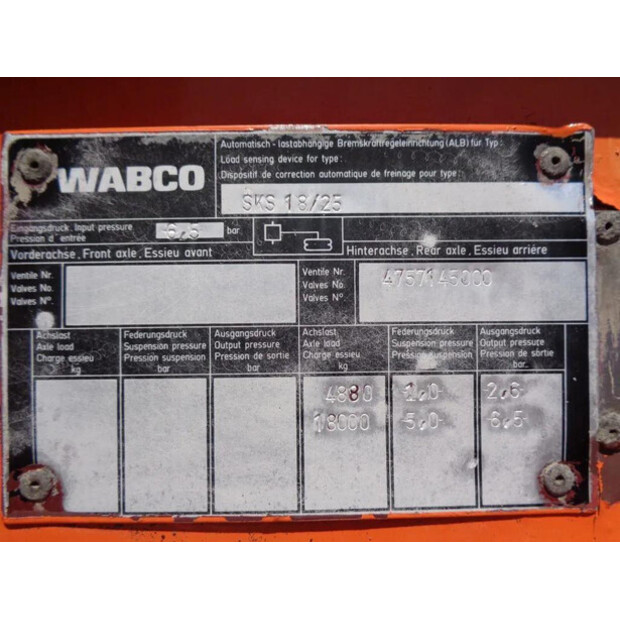 WABCO
Automatisch - lastabhängige Bremskraftregeleinrichtung (ALB) für Typ:
Load sensing device for type:
Dispositif de correction automatique de freinage pour type:
SKS 18/25
Eingangsdruck, Input pressure
Pression d'entrée
6,5 bar
Vorderachse, Front axle, Essieu avant
Hinterachse, Rear axle, Essieu arriére
Ventile Nr.
Valves No.
Valves N°.
Ventile Nr.
Valves No.
Valves N°.
4757145000
Achslast
Axle load
Charge essieu
kg
Federungsdruck
Suspension pressure
Pression suspension
bar
Ausgangsdruck
Output pressure
Pression de sortie
bar
Achslast
Axle load
Charge essieu
kg
Federungsdruck
Suspension pressure
Pression suspension
bar
Ausgangsdruck
Output pressure
Pression de sortie
bar
4880 1,0 2,6
18000 5,0 6,5